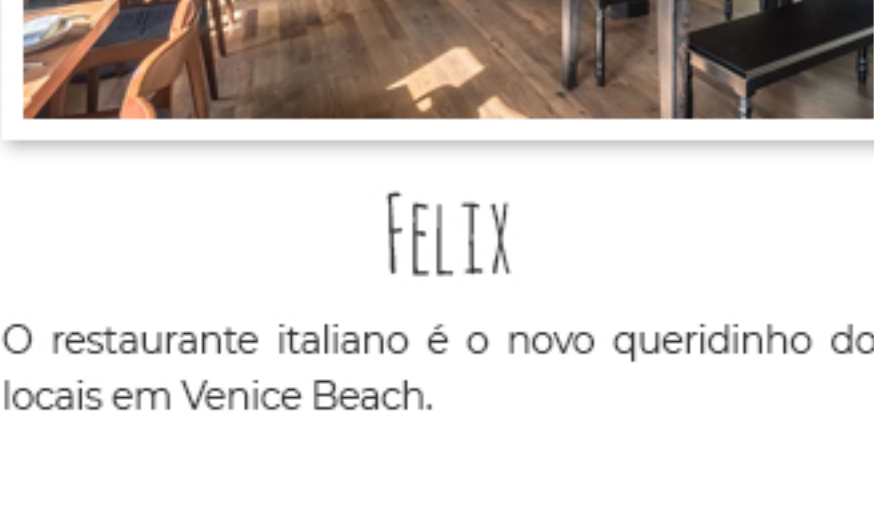 Felix
O restaurante italiano é o novo queridinho do
locais em Venice Beach.